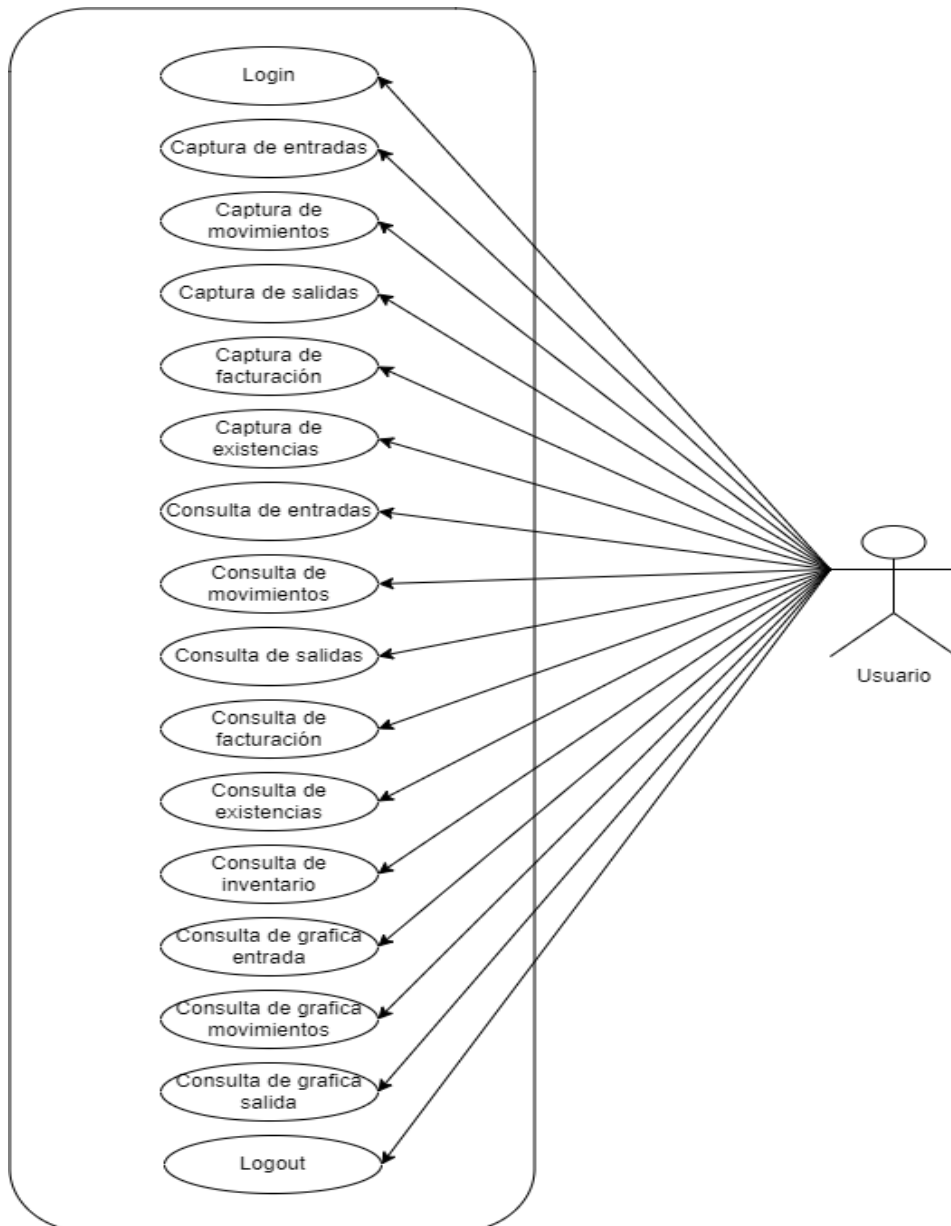 Login
Captura de entradas
Captura de
movimientos
Captura de salidas
Captura de
facturación
Captura de
existencias
Consulta de entradas
Consulta de
movimientos
Consulta de salidas
Consulta de
facturación
Consulta de
existencias
Consulta de
inventario
Consulta de grafica
entrada
Consulta de grafica
movimientos
Consulta de grafica
salida
Logout
Usuario